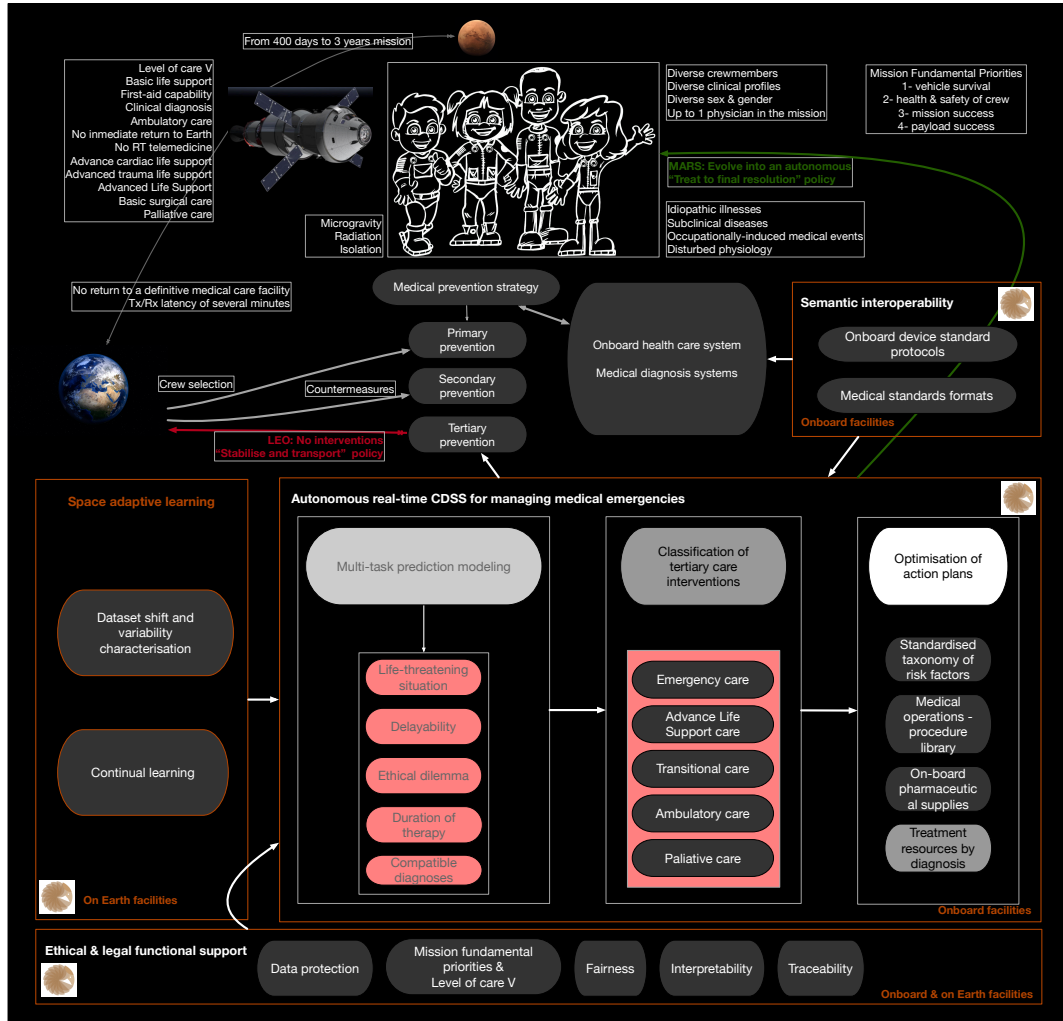 From 400 days to 3 years mission
Level of care V
Basic life support
First-aid capability
Clinical diagnosis
Ambulatory care
No inmediate return to Earth
No RT telemedicine
Advance cardiac life support
Advanced trauma life support
Advanced Life Support
Basic surgical care
Palliative care
Diverse crewmembers
Diverse clinical profiles
Diverse sex & gender
Up to 1 physician in the mission
Mission Fundamental Priorities
1- vehicle survival
2- health & safety of crew
3- mission success
4- payload success
MARS: Evolve into an autonomous
"Treat to final resolution" policy
Microgravity
Radiation
Isolation
Idiopathic illnesses
Subclinical diseases
Occupationally-induced medical events
Disturbed physiology
No return to a definitive medical care facility
Tx/Rx latency of several minutes
Medical prevention strategy
Primary
prevention
Secondary
prevention
Tertiary
prevention
Crew selection
Countermeasures
LEO: No interventions
"Stabilise and transport" policy
Onboard health care system
Medical diagnosis systems
Semantic interoperability
Onboard device standard
protocols
Medical standards formats
Onboard facilities
Space adaptive learning
Dataset shift and
variability
characterisation
Continual learning
On Earth facilities
Autonomous real-time CDSS for managing medical emergencies
Multi-task prediction modeling
Life-threatening
situation
Delayability
Ethical dilemma
Duration of
therapy
Compatible
diagnoses
Classification of
tertiary care
interventions
Emergency care
Advance Life
Support care
Transitional care
Ambulatory care
Paliative care
Optimisation of
action plans
Standardised
taxonomy of
risk factors
Medical
operations -
procedure
library
On-board
pharmaceutic
al supplies
Treatment
resources by
diagnosis
Onboard facilities
Ethical & legal functional support
Data protection
Mission fundamental
priorities &
Level of care V
Fairness
Interpretability
Traceability
Onboard & on Earth facilities